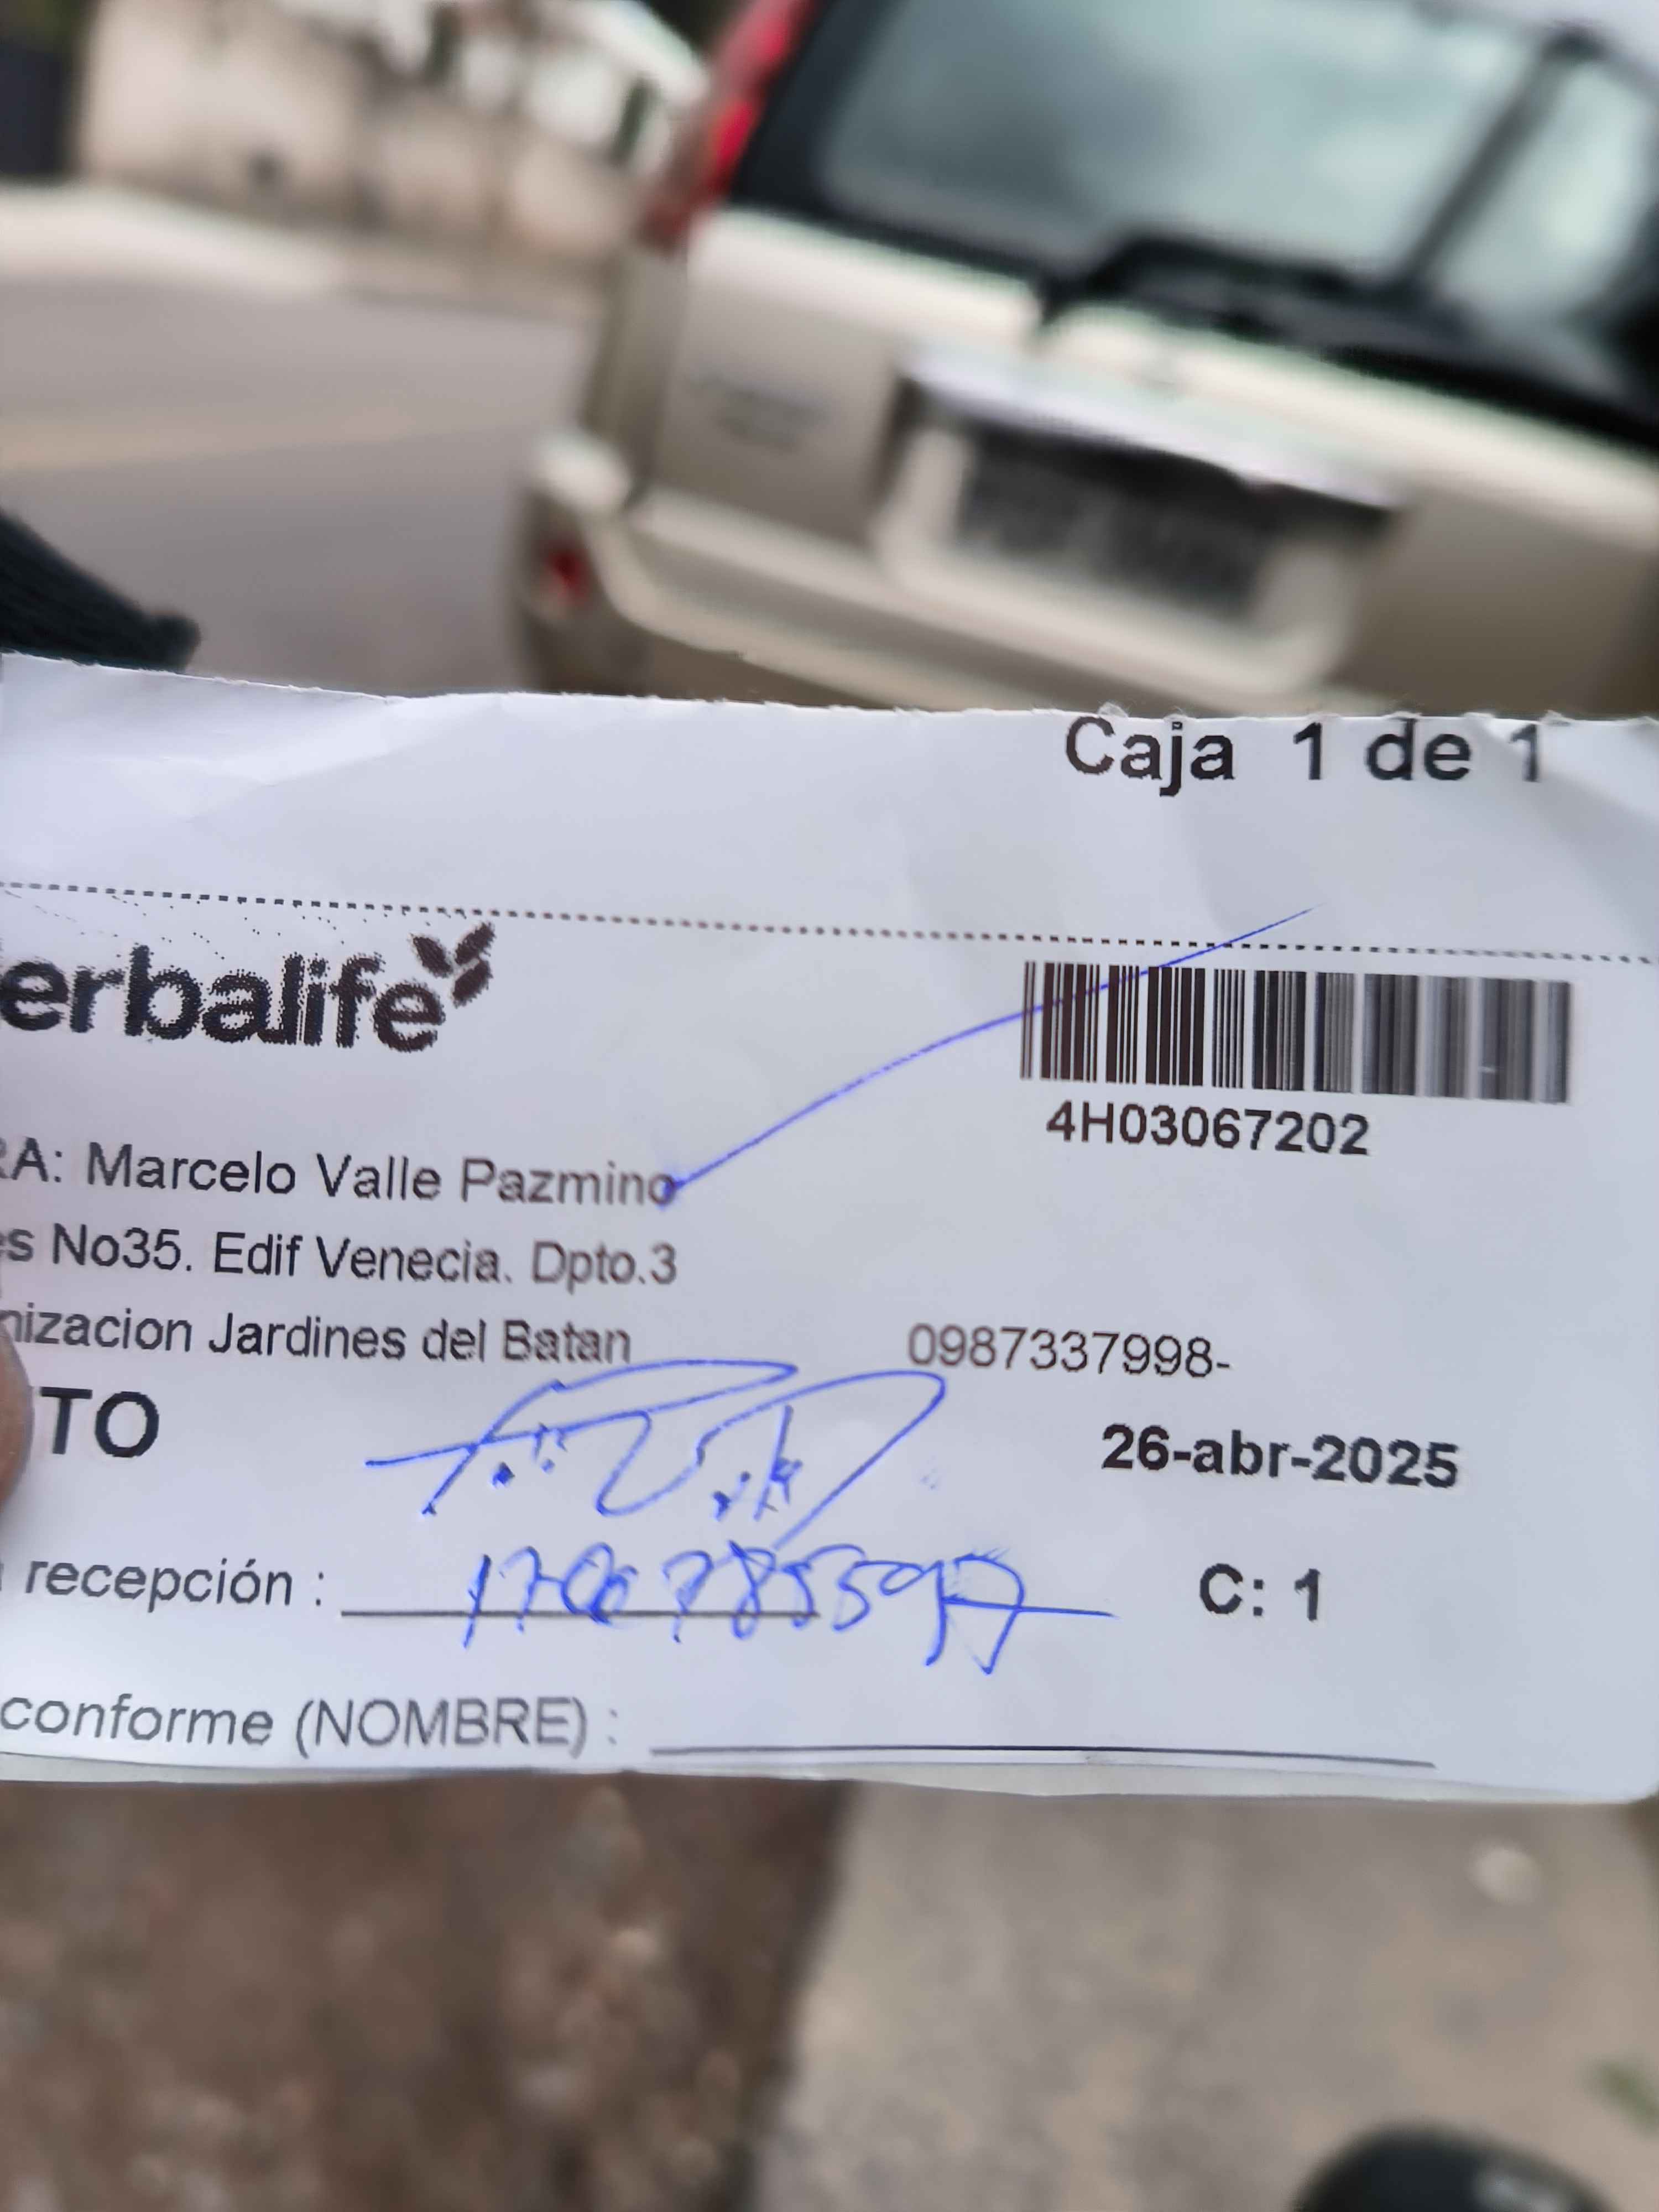 Caja 1 de 1
erbalife
4H03067202
RA: Marcelo Valle Pazmino
es No35. Edif Venecia. Dpto.3
nizacion Jardines del Batan 0987337998-
TO 26-abr-2025
recepción : C: 1
conforme (NOMBRE) :